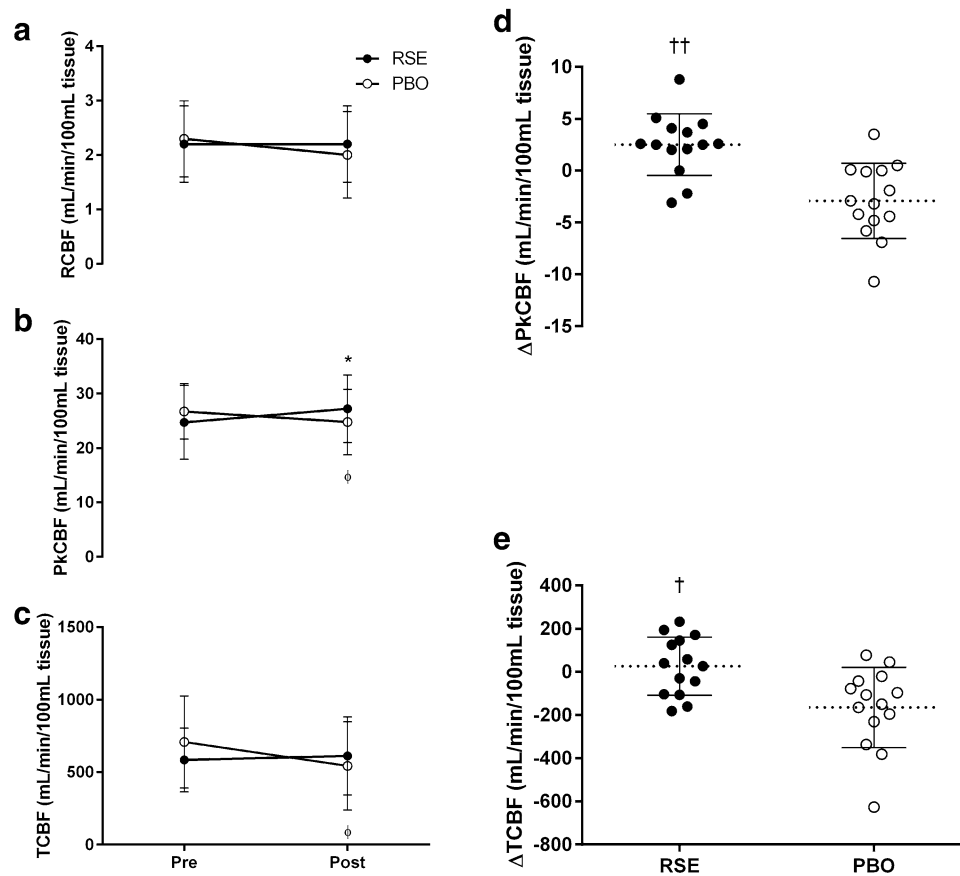 a
RCBF (mL/min/100mL tissue)
4
3
2
1
0
RSE
PBO
b
PkCBF (mL/min/100mL tissue)
40
30
20
10
0
*
ϕ
c
TCBF (mL/min/100mL tissue)
1500
1000
500
0
ϕ
Pre Post
d
ΔPkCBF (mL/min/100mL tissue)
10
5
0
-5
-10
-15
††
e
ΔTCBF (mL/min/100mL tissue)
400
200
0
-200
-400
-600
-800
†
RSE PBO